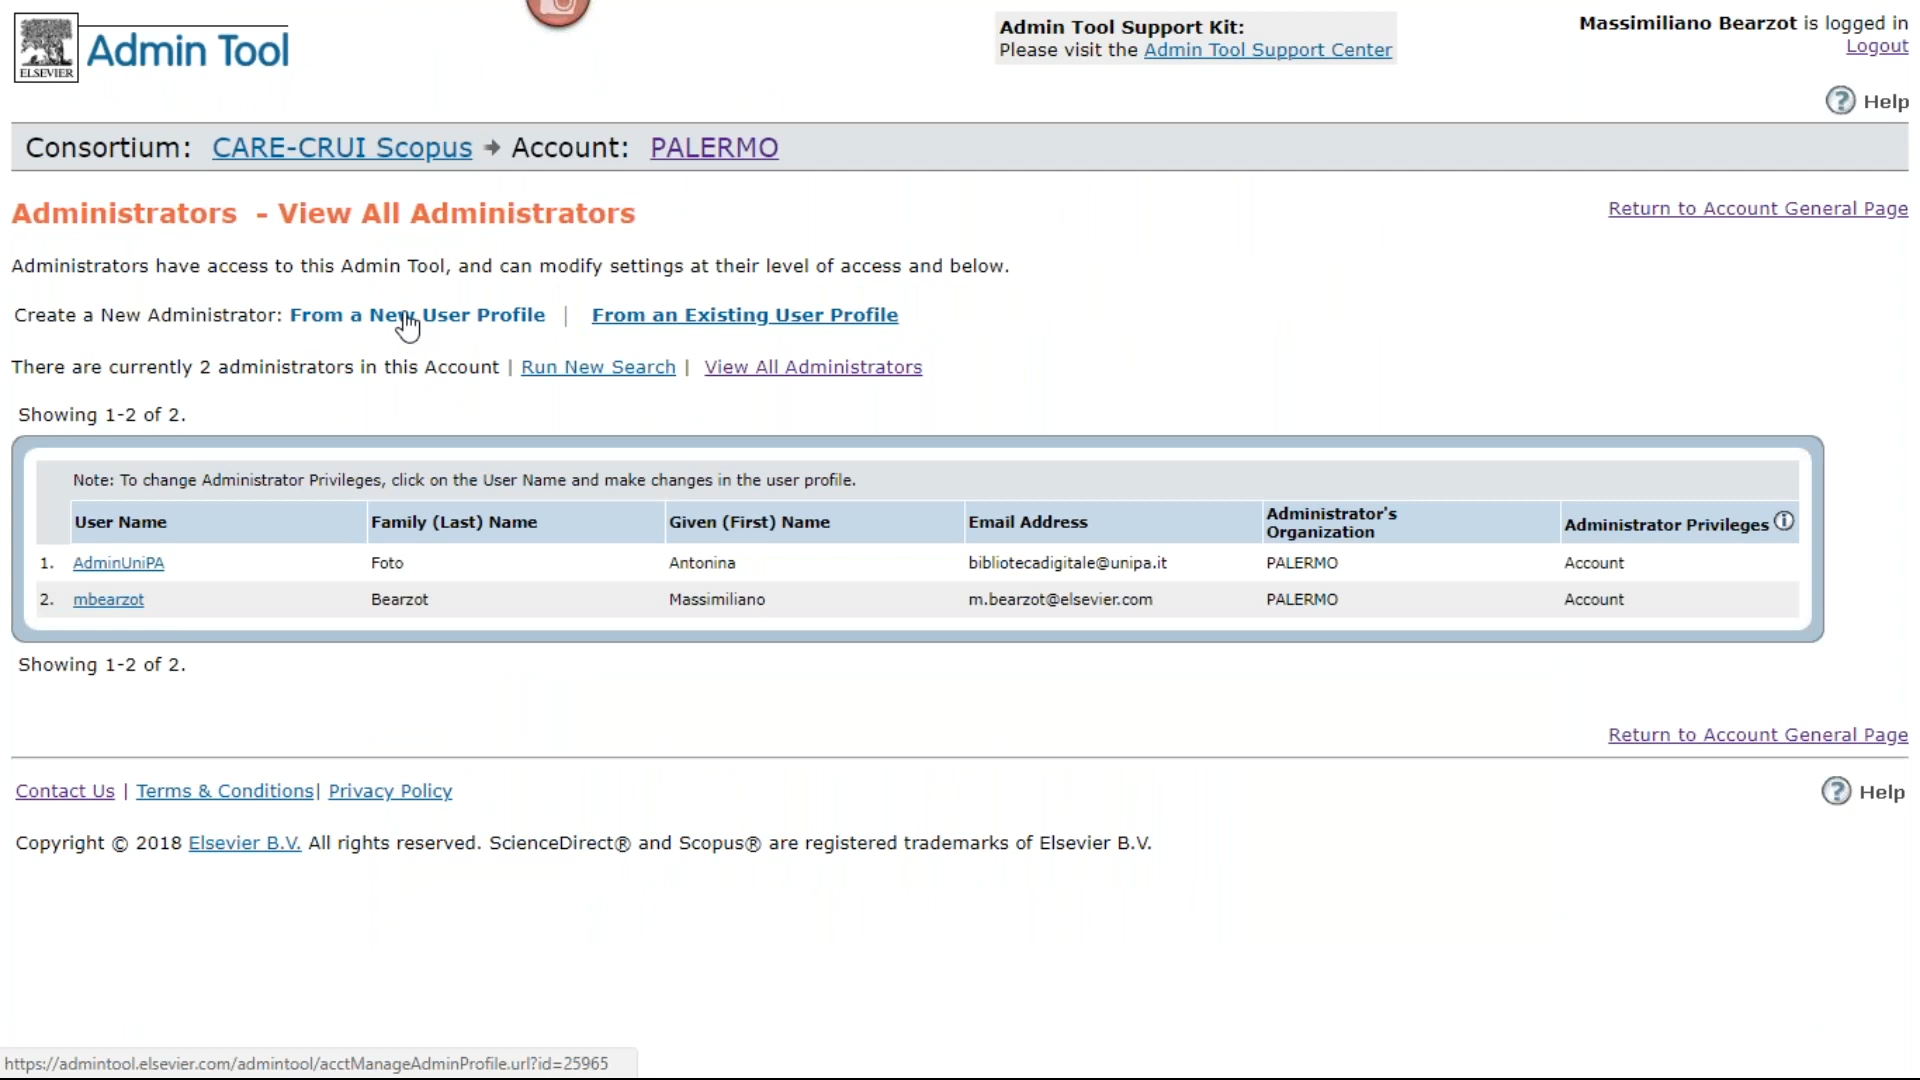 ELSEVIER
Admin Tool
Admin Tool Support Kit:
Please visit the Admin Tool Support Center
Massimiliano Bearzot is logged in
Logout
? Help
Consortium: CARE-CRUI Scopus → Account: PALERMO
Administrators - View All Administrators
Return to Account General Page
Administrators have access to this Admin Tool, and can modify settings at their level of access and below.
Create a New Administrator: From a New User Profile | From an Existing User Profile
There are currently 2 administrators in this Account | Run New Search | View All Administrators
Showing 1-2 of 2.
Note: To change Administrator Privileges, click on the User Name and make changes in the user profile.
User Name Family (Last) Name Given (First) Name Email Address Administrator's Organization Administrator Privileges i
1. AdminUniPA Foto Antonina bibliotecadigitale@unipa.it PALERMO Account
2. mbearzot Bearzot Massimiliano m.bearzot@elsevier.com PALERMO Account
Showing 1-2 of 2.
Return to Account General Page
Contact Us | Terms & Conditions| Privacy Policy
? Help
Copyright © 2018 Elsevier B.V. All rights reserved. ScienceDirect® and Scopus® are registered trademarks of Elsevier B.V.
https://admintool.elsevier.com/admintool/acctManageAdminProfile.url?id=25965